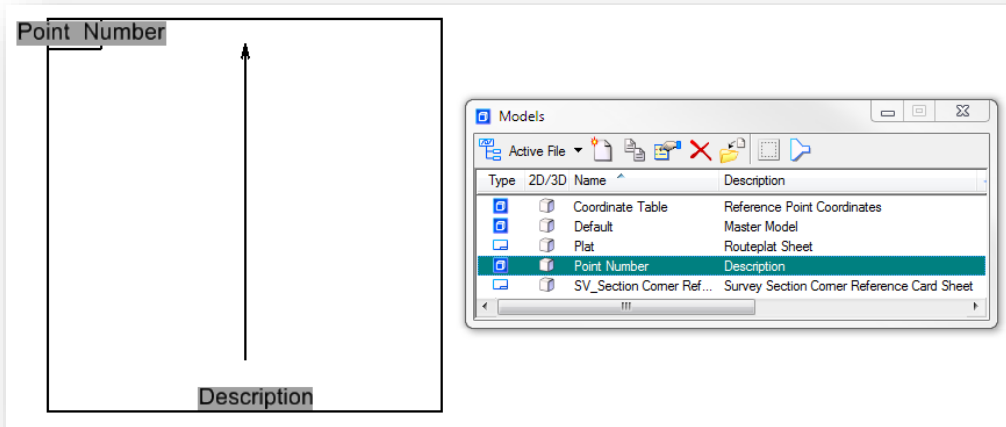 Point Number
Description
Models
Active File
Type 2D/3D Name Description
Coordinate Table Reference Point Coordinates
Default Master Model
Plat Routeplat Sheet
Point Number Description
SV_Section Corner Ref... Survey Section Corner Reference Card Sheet